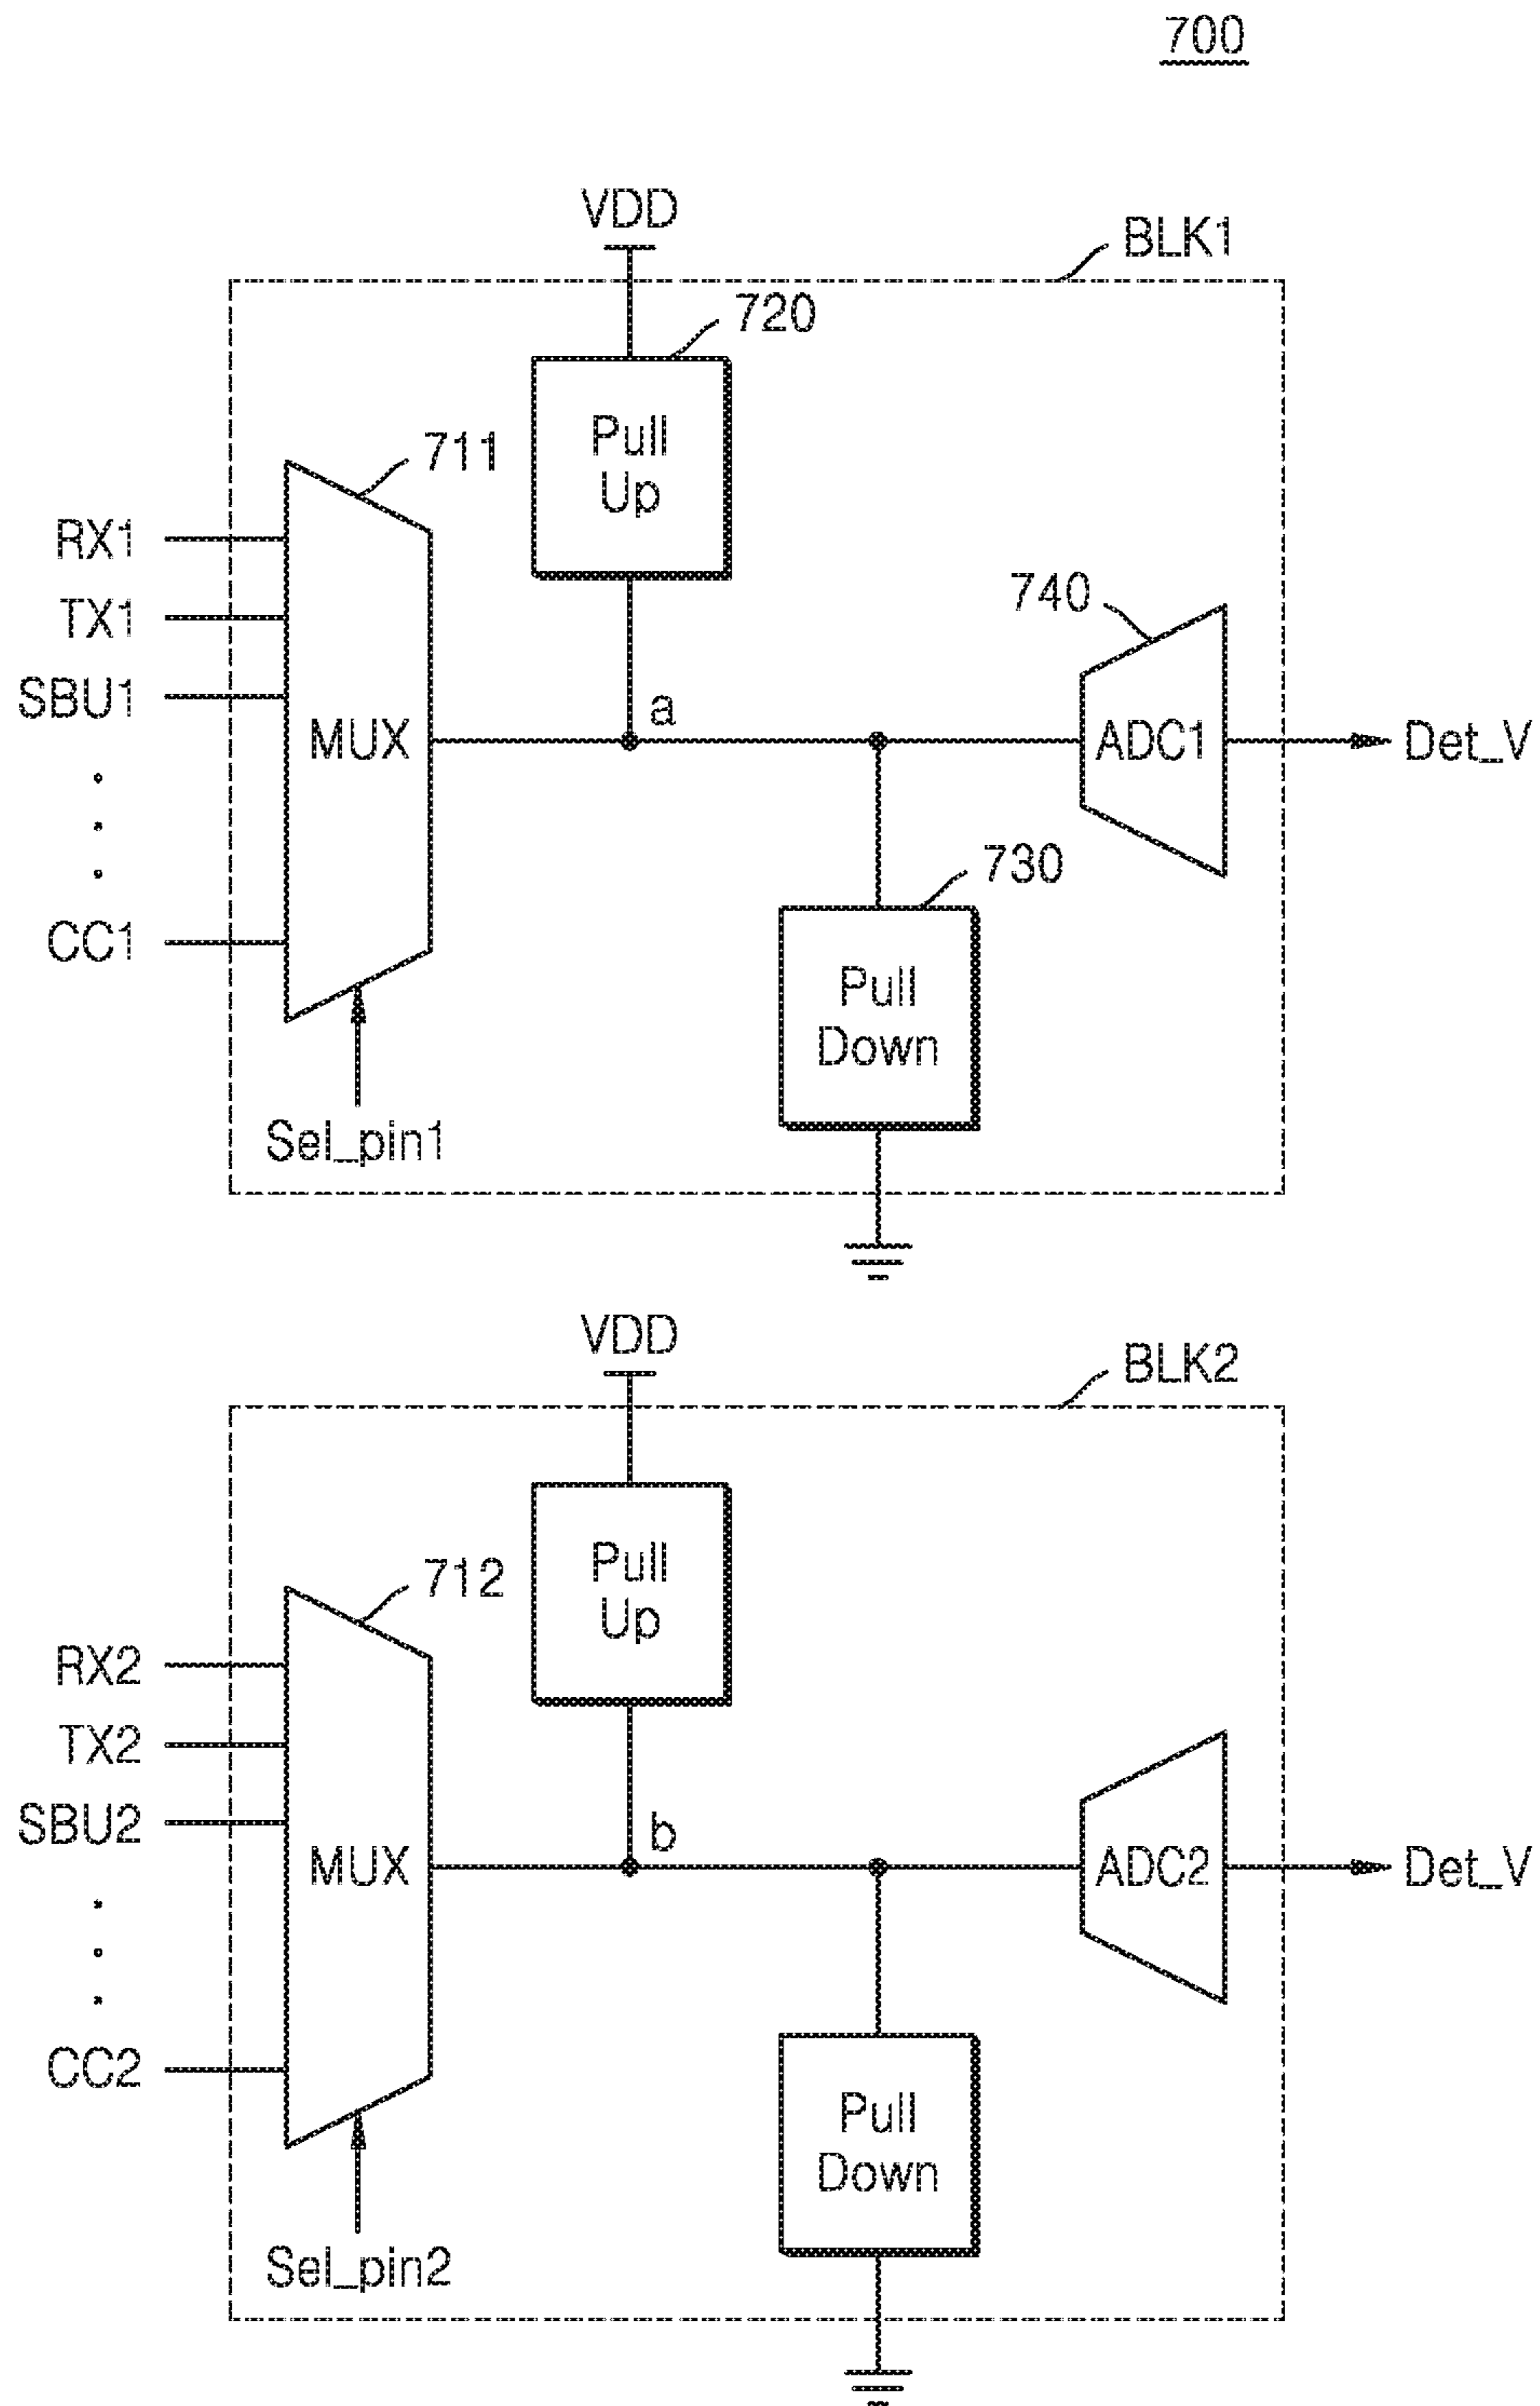 700
VDD
BLK1
720
Pull
Up
711
RX1
TX1
SBU1
CC1
MUX
a
740
ADC1
Det_V
730
Pull
Down
Sel_pin1
VDD
BLK2
Pull
Up
712
RX2
TX2
SBU2
CC2
MUX
b
ADC2
Det_V
Pull
Down
Sel_pin2